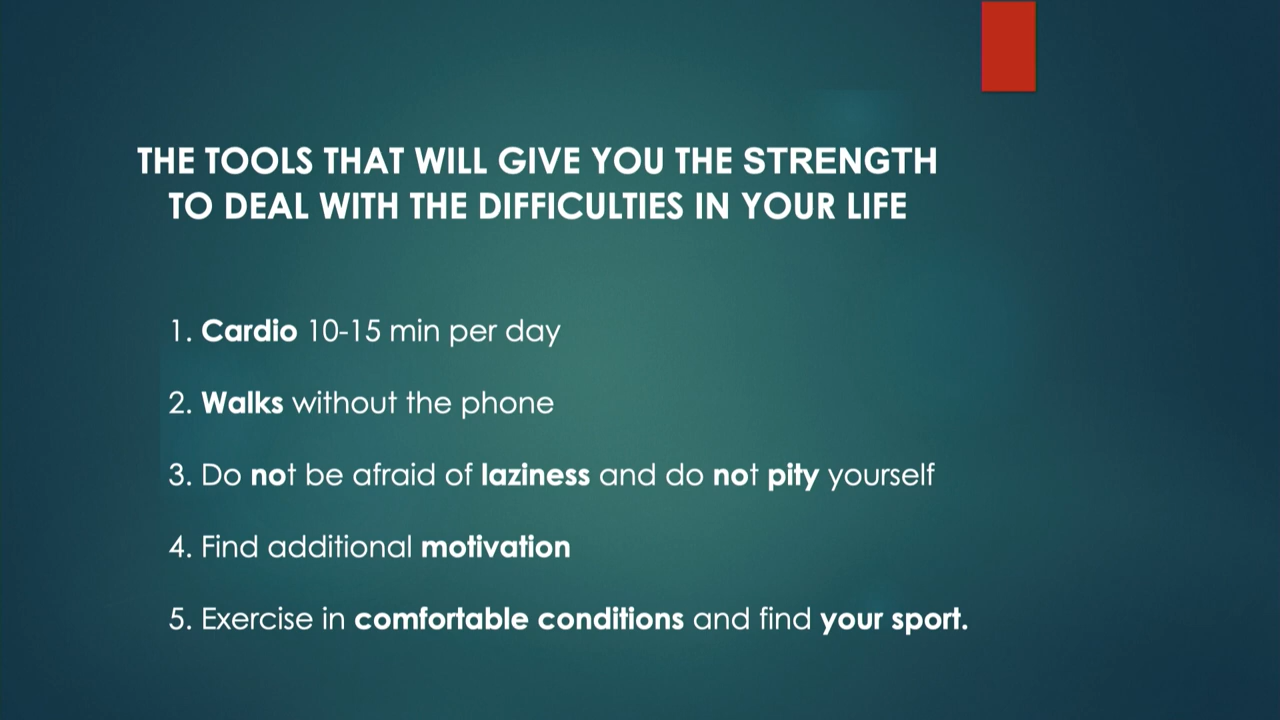 THE TOOLS THAT WILL GIVE YOU THE STRENGTH
TO DEAL WITH THE DIFFICULTIES IN YOUR LIFE
1. Cardio 10-15 min per day
2. Walks without the phone
3. Do not be afraid of laziness and do not pity yourself
4. Find additional motivation
5. Exercise in comfortable conditions and find your sport.